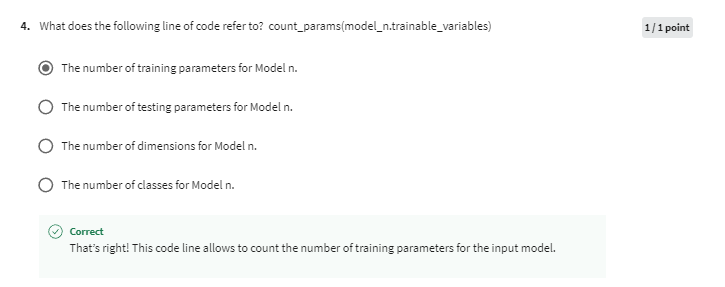 4. What does the following line of code refer to? count_params(model_n.trainable_variables)
1 / 1 point
The number of training parameters for Model n.
The number of testing parameters for Model n.
The number of dimensions for Model n.
The number of classes for Model n.
Correct
That's right! This code line allows to count the number of training parameters for the input model.